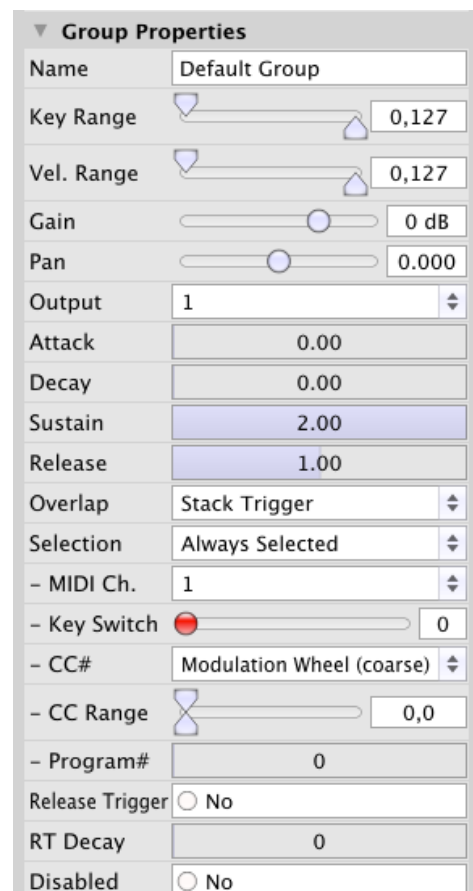 Group Properties
Name Default Group
Key Range 0,127
Vel. Range 0,127
Gain 0 dB
Pan 0.000
Output 1
Attack 0.00
Decay 0.00
Sustain 2.00
Release 1.00
Overlap Stack Trigger
Selection Always Selected
– MIDI Ch. 1
– Key Switch 0
– CC# Modulation Wheel (coarse)
– CC Range 0,0
– Program# 0
Release Trigger No
RT Decay 0
Disabled No